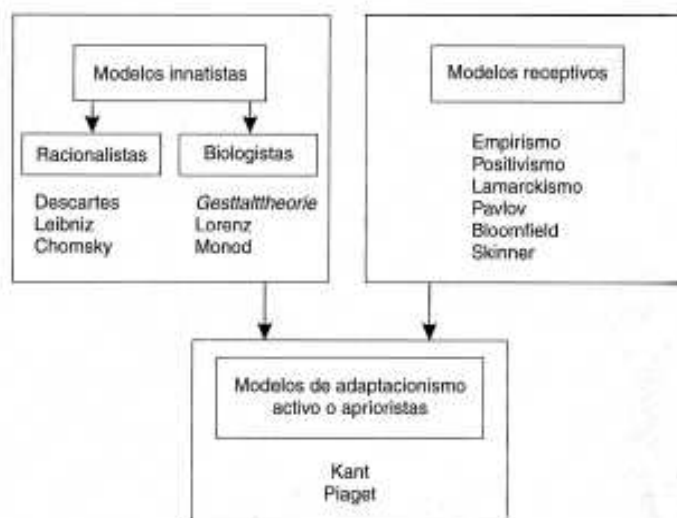 Modelos innatistas
Racionalistas
Descartes
Leibniz
Chomsky
Biologistas
Gesttalttheorie
Lorenz
Monod
Modelos receptivos
Empirismo
Positivismo
Lamarckismo
Pavlov
Bloomfield
Skinner
Modelos de adaptacionismo
activo o aprioristas
Kant
Piaget